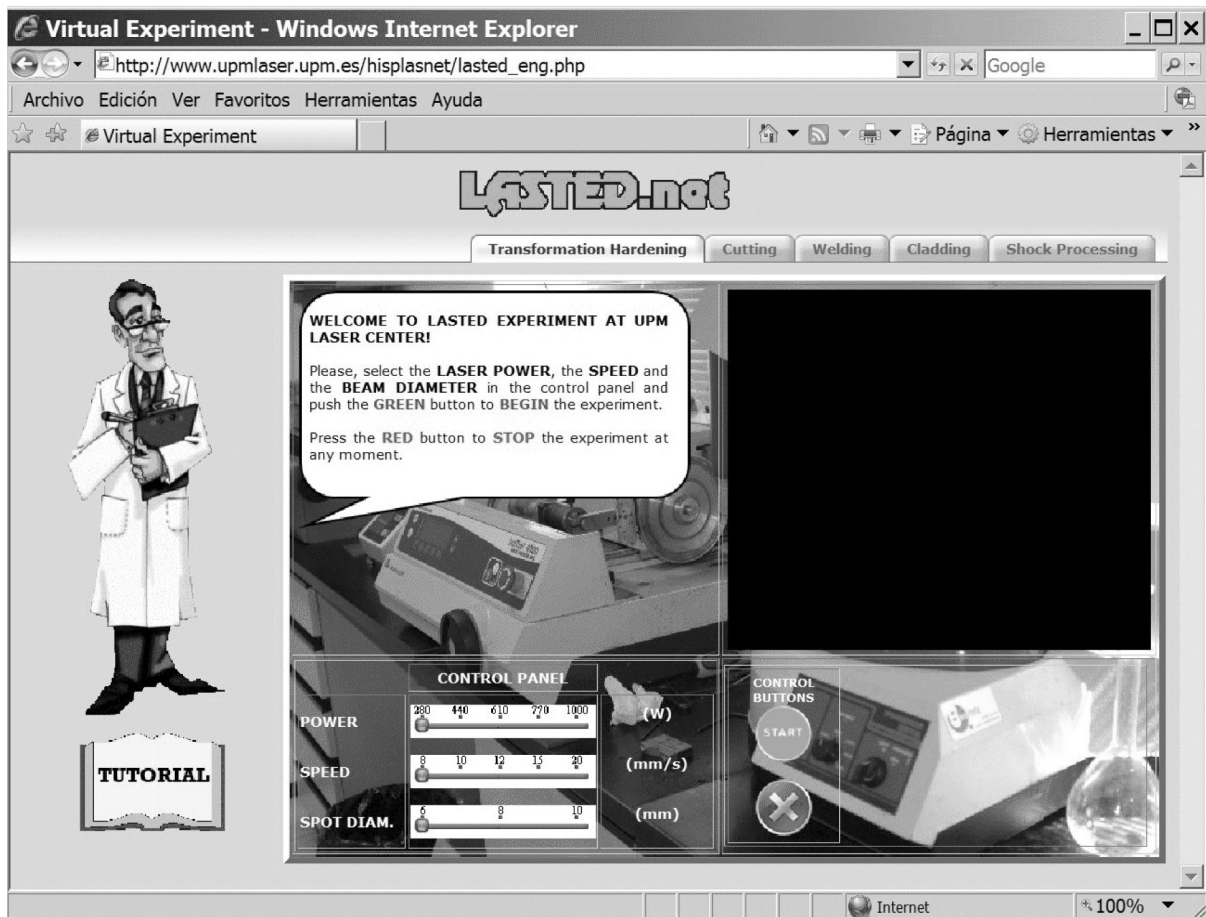 Virtual Experiment - Windows Internet Explorer
http://www.upmlaser.upm.es/hisplasnet/lasted_eng.php
Google
Archivo Edición Ver Favoritos Herramientas Ayuda
Virtual Experiment
Página
Herramientas
»
LASTED.net
Transformation Hardening
Cutting
Welding
Cladding
Shock Processing
WELCOME TO LASTED EXPERIMENT AT UPM
LASER CENTER!
Please, select the LASER POWER, the SPEED and
the BEAM DIAMETER in the control panel and
push the GREEN button to BEGIN the experiment.
Press the RED button to STOP the experiment at
any moment.
TUTORIAL
CONTROL PANEL
POWER
280 440 610 770 1000
(W)
SPEED
8 10 12 15 20
(mm/s)
SPOT DIAM.
6 8 10
(mm)
CONTROL
BUTTONS
START
Internet
100%